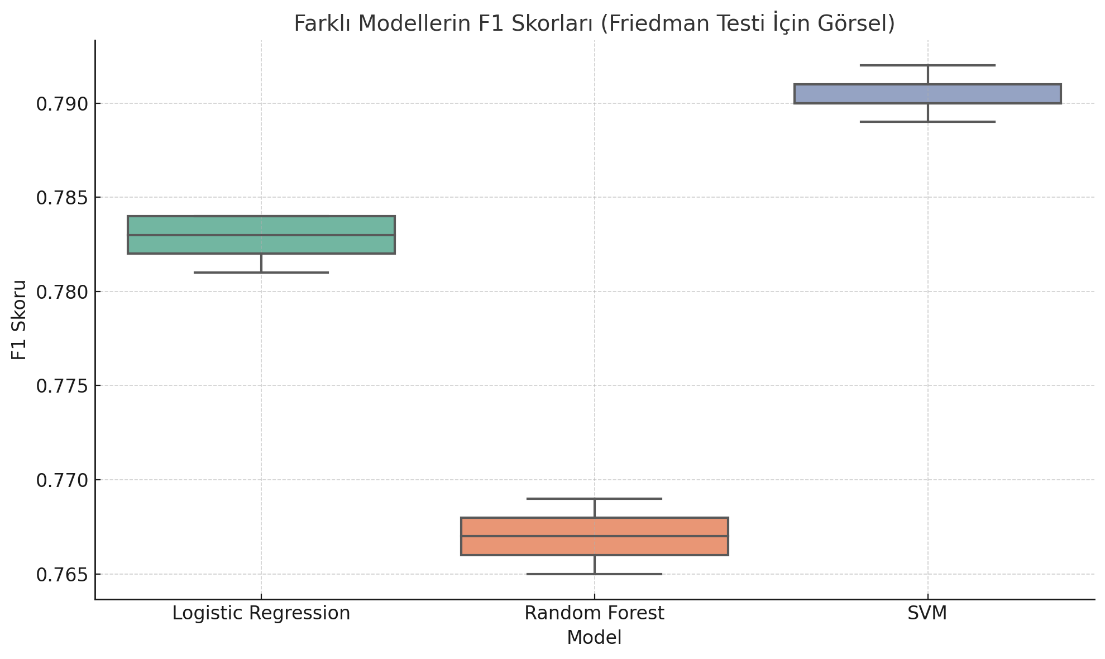 Farklı Modellerin F1 Skorları (Friedman Testi İçin Görsel)
F1 Skoru
0.790
0.785
0.780
0.775
0.770
0.765
Logistic Regression
Random Forest
SVM
Model